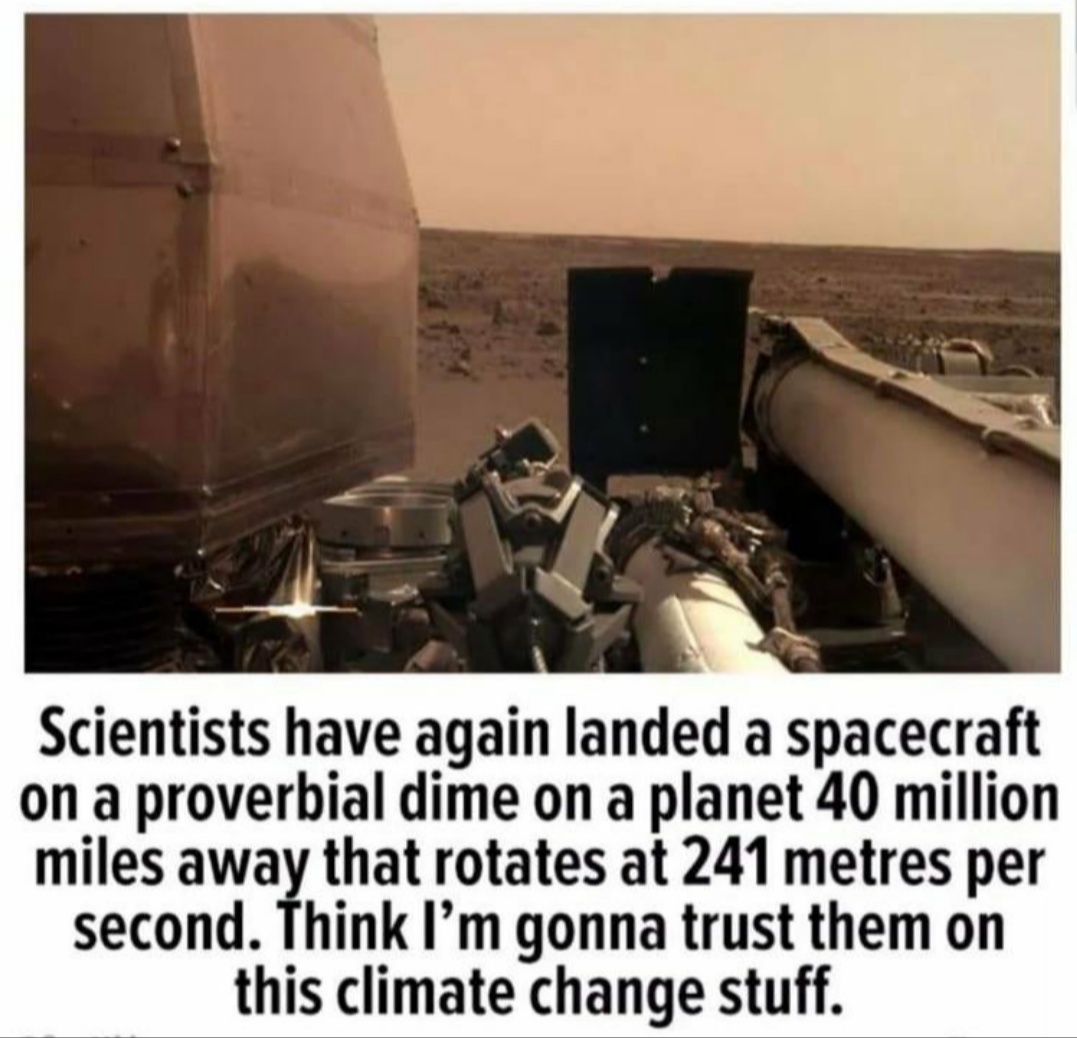 Scientists have again landed a spacecraft
on a proverbial dime on a planet 40 million
miles away that rotates at 241 metres per
second. Think I'm gonna trust them on
this climate change stuff.